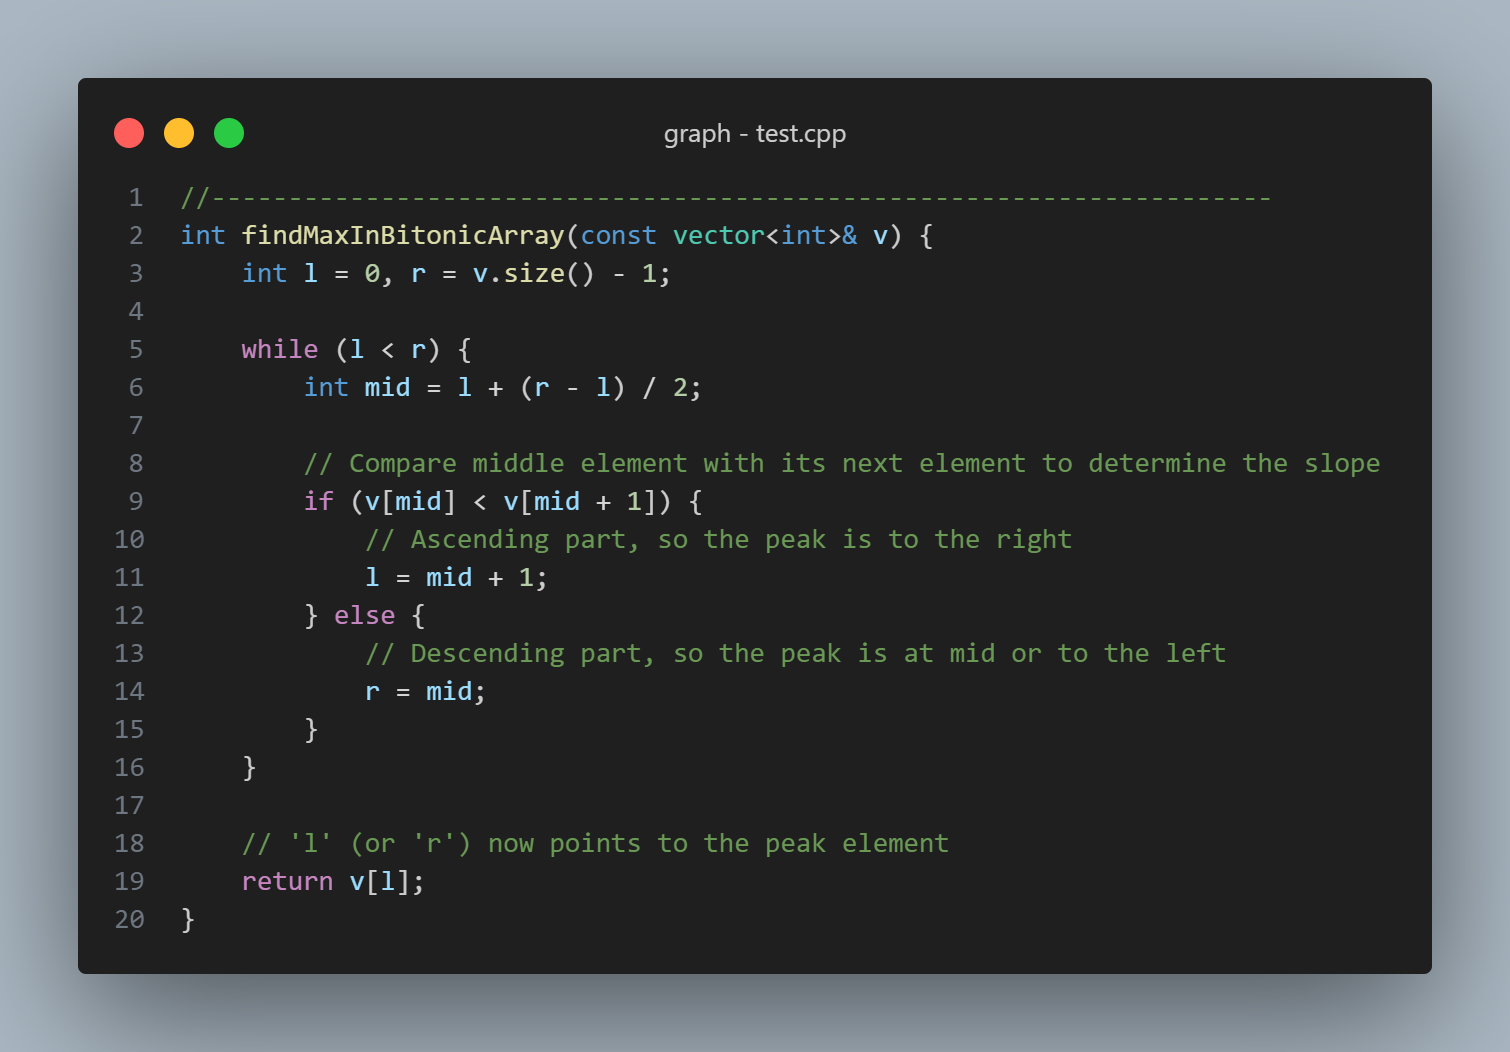 graph - test.cpp
1 //---------------------------------------------------------------------
2 int findMaxInBitonicArray(const vector<int>& v) {
3     int l = 0, r = v.size() - 1;
4
5     while (l < r) {
6         int mid = l + (r - l) / 2;
7
8         // Compare middle element with its next element to determine the slope
9         if (v[mid] < v[mid + 1]) {
10             // Ascending part, so the peak is to the right
11             l = mid + 1;
12         } else {
13             // Descending part, so the peak is at mid or to the left
14             r = mid;
15         }
16     }
17
18     // 'l' (or 'r') now points to the peak element
19     return v[l];
20 }